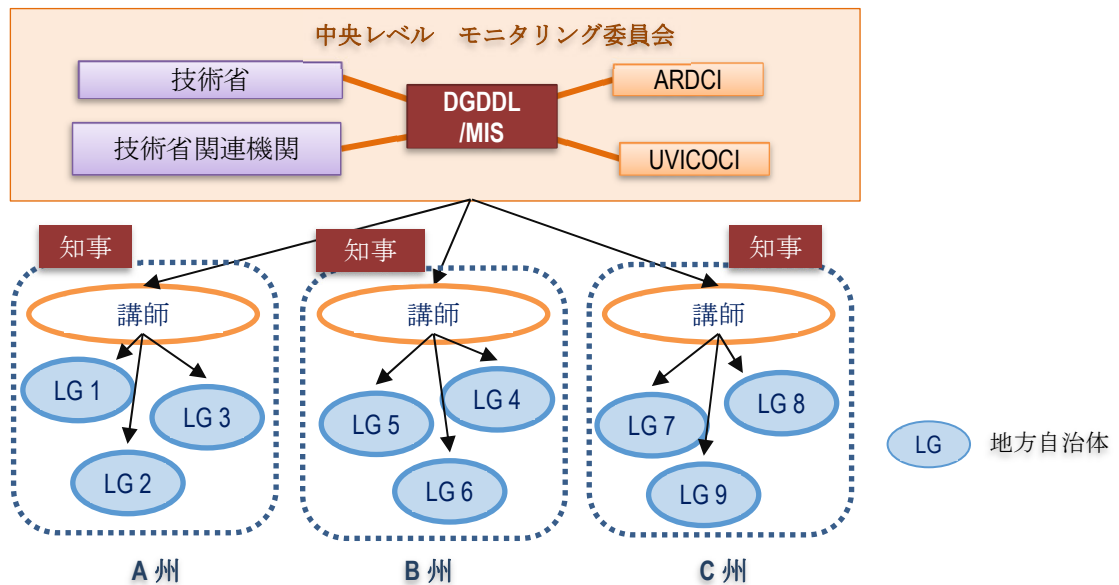 中央レベル　モニタリング委員会
技術省
ARDCI
DGDDL
/MIS
技術省関連機関
UVICOCI
知事
知事
知事
講師
講師
講師
LG 1
LG 3
LG 2
LG 5
LG 4
LG 6
LG 7
LG 8
LG 9
LG
地方自治体
A 州
B 州
C 州